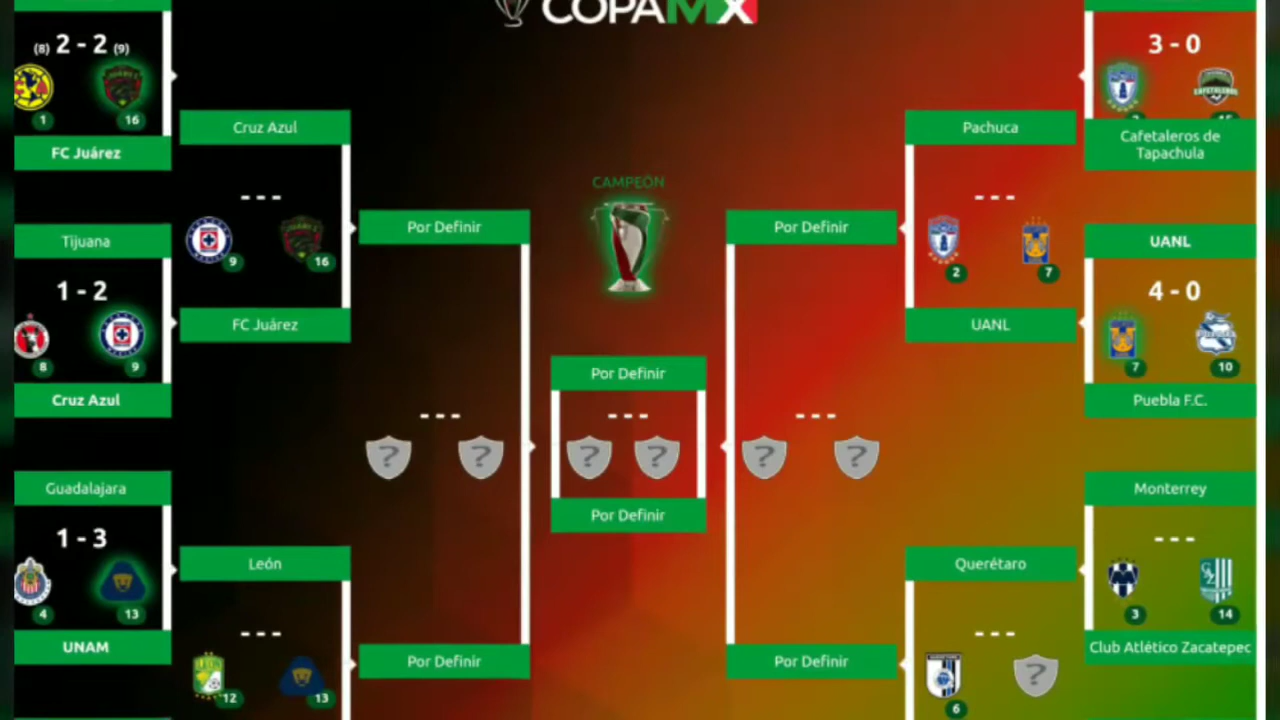 COPA MX
(8) 2 - 2 (9)
1
16
FC Juárez
Tijuana
1 - 2
8
9
Cruz Azul
Guadalajara
1 - 3
4
13
UNAM
Cruz Azul
---
9
16
FC Juárez
León
---
12
13
Por Definir
---
? ?
Por Definir
CAMPEÓN
Por Definir
---
? ?
Por Definir
Por Definir
---
? ?
Por Definir
Pachuca
---
2
7
UANL
Querétaro
---
?
6
3 - 0
Cafetaleros de
Tapachula
UANL
4 - 0
7
10
Puebla F.C.
Monterrey
---
3
14
Club Atlético Zacatepec